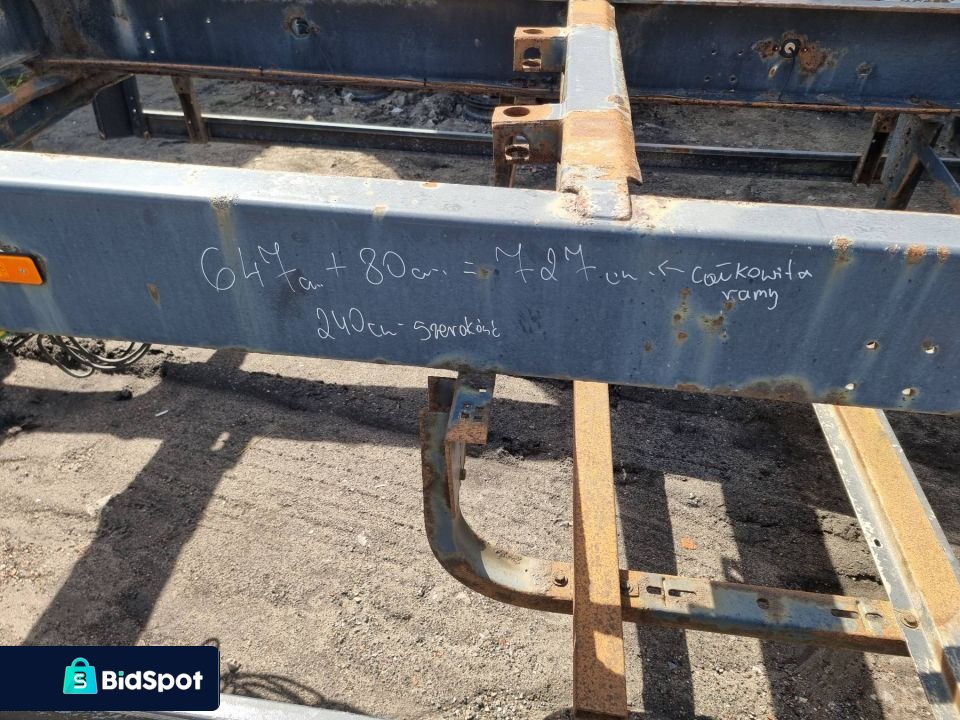 647cm + 80cm = 727cm ← Całkowita
ramy
240cm - szerokość
BidSpot